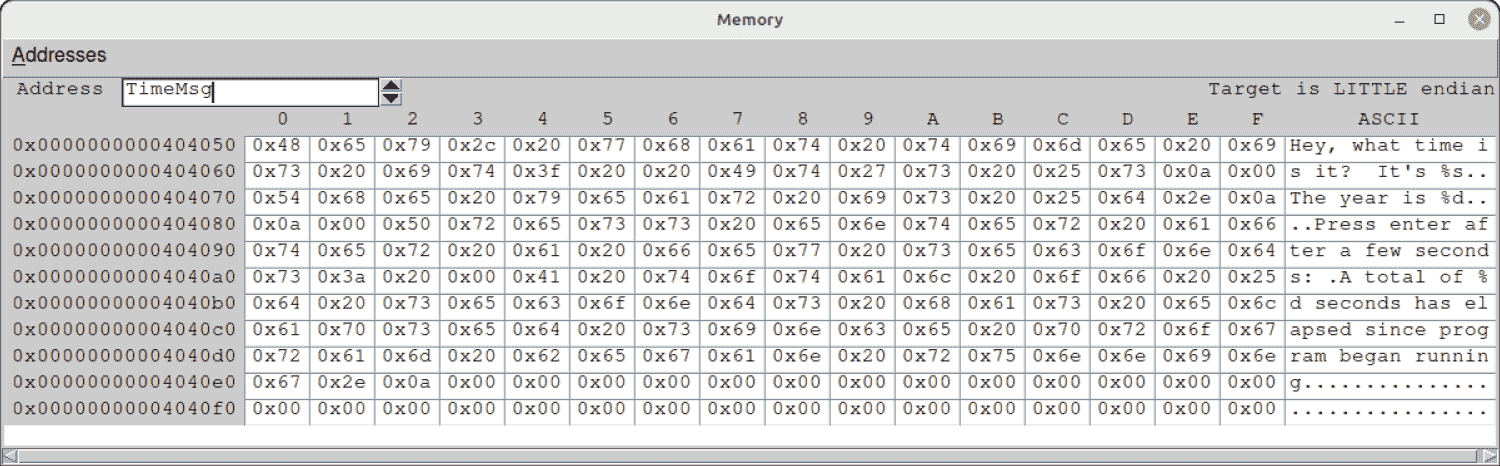 Memory
Addresses
Address TimeMsg Target is LITTLE endian
0 1 2 3 4 5 6 7 8 9 A B C D E F ASCII
0x0000000000404050 0x48 0x65 0x79 0x2c 0x20 0x77 0x68 0x61 0x74 0x20 0x74 0x69 0x6d 0x65 0x20 0x69 Hey, what time i
0x0000000000404060 0x73 0x20 0x69 0x74 0x3f 0x20 0x20 0x49 0x74 0x27 0x73 0x20 0x25 0x73 0x0a 0x00 s it?  It's %s..
0x0000000000404070 0x54 0x68 0x65 0x20 0x79 0x65 0x61 0x72 0x20 0x69 0x73 0x20 0x25 0x64 0x2e 0x0a The year is %d..
0x0000000000404080 0x0a 0x00 0x50 0x72 0x65 0x73 0x73 0x20 0x65 0x6e 0x74 0x65 0x72 0x20 0x61 0x66 ..Press enter af
0x0000000000404090 0x74 0x65 0x72 0x20 0x61 0x20 0x66 0x65 0x77 0x20 0x73 0x65 0x63 0x6f 0x6e 0x64 ter a few second
0x00000000004040a0 0x73 0x3a 0x20 0x00 0x41 0x20 0x74 0x6f 0x74 0x61 0x6c 0x20 0x6f 0x66 0x20 0x25 s: .A total of %
0x00000000004040b0 0x64 0x20 0x73 0x65 0x63 0x6f 0x6e 0x64 0x73 0x20 0x68 0x61 0x73 0x20 0x65 0x6c d seconds has el
0x00000000004040c0 0x61 0x70 0x73 0x65 0x64 0x20 0x73 0x69 0x6e 0x63 0x65 0x20 0x70 0x72 0x6f 0x67 apsed since prog
0x00000000004040d0 0x72 0x61 0x6d 0x20 0x62 0x65 0x67 0x61 0x6e 0x20 0x72 0x75 0x6e 0x6e 0x69 0x6e ram began runnin
0x00000000004040e0 0x67 0x2e 0x0a 0x00 0x00 0x00 0x00 0x00 0x00 0x00 0x00 0x00 0x00 0x00 0x00 0x00 g...............
0x00000000004040f0 0x00 0x00 0x00 0x00 0x00 0x00 0x00 0x00 0x00 0x00 0x00 0x00 0x00 0x00 0x00 0x00 ................